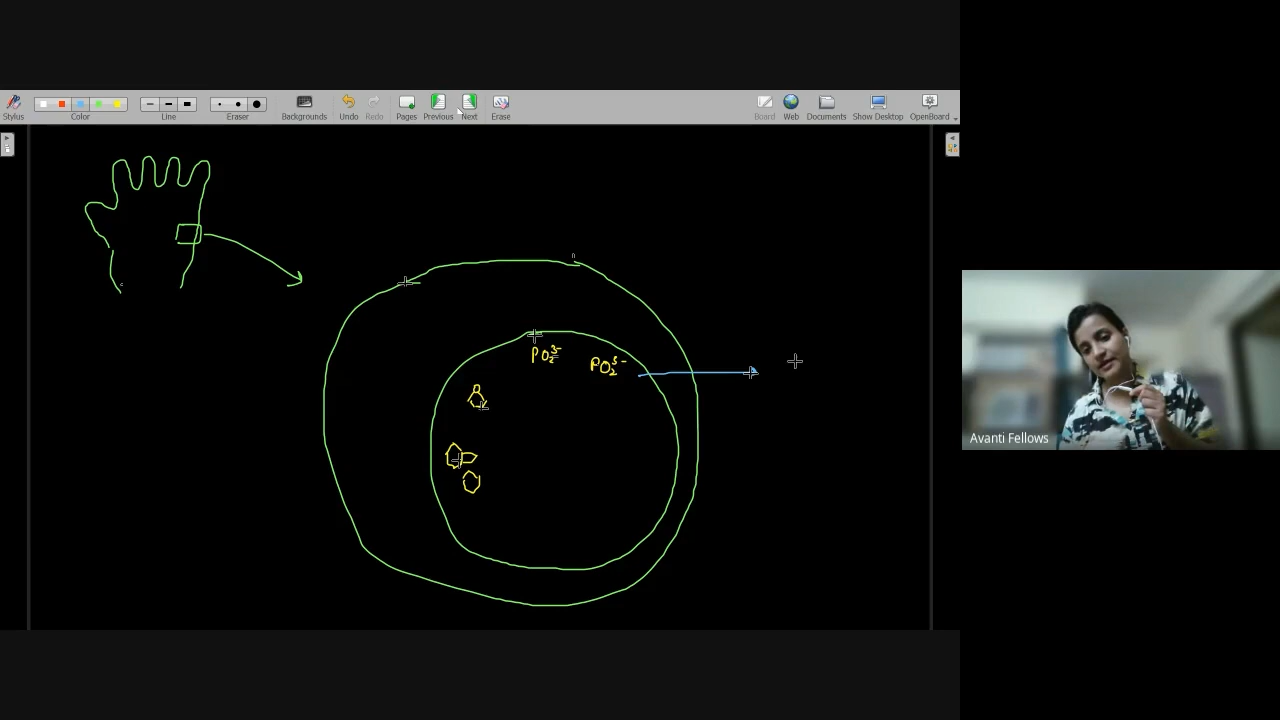 Stylus Color Line Eraser Backgrounds Undo Redo Pages Previous Next Erase Board Web Documents Show Desktop OpenBoard
PO₂³⁻ PO₂³⁻
Avanti Fellows